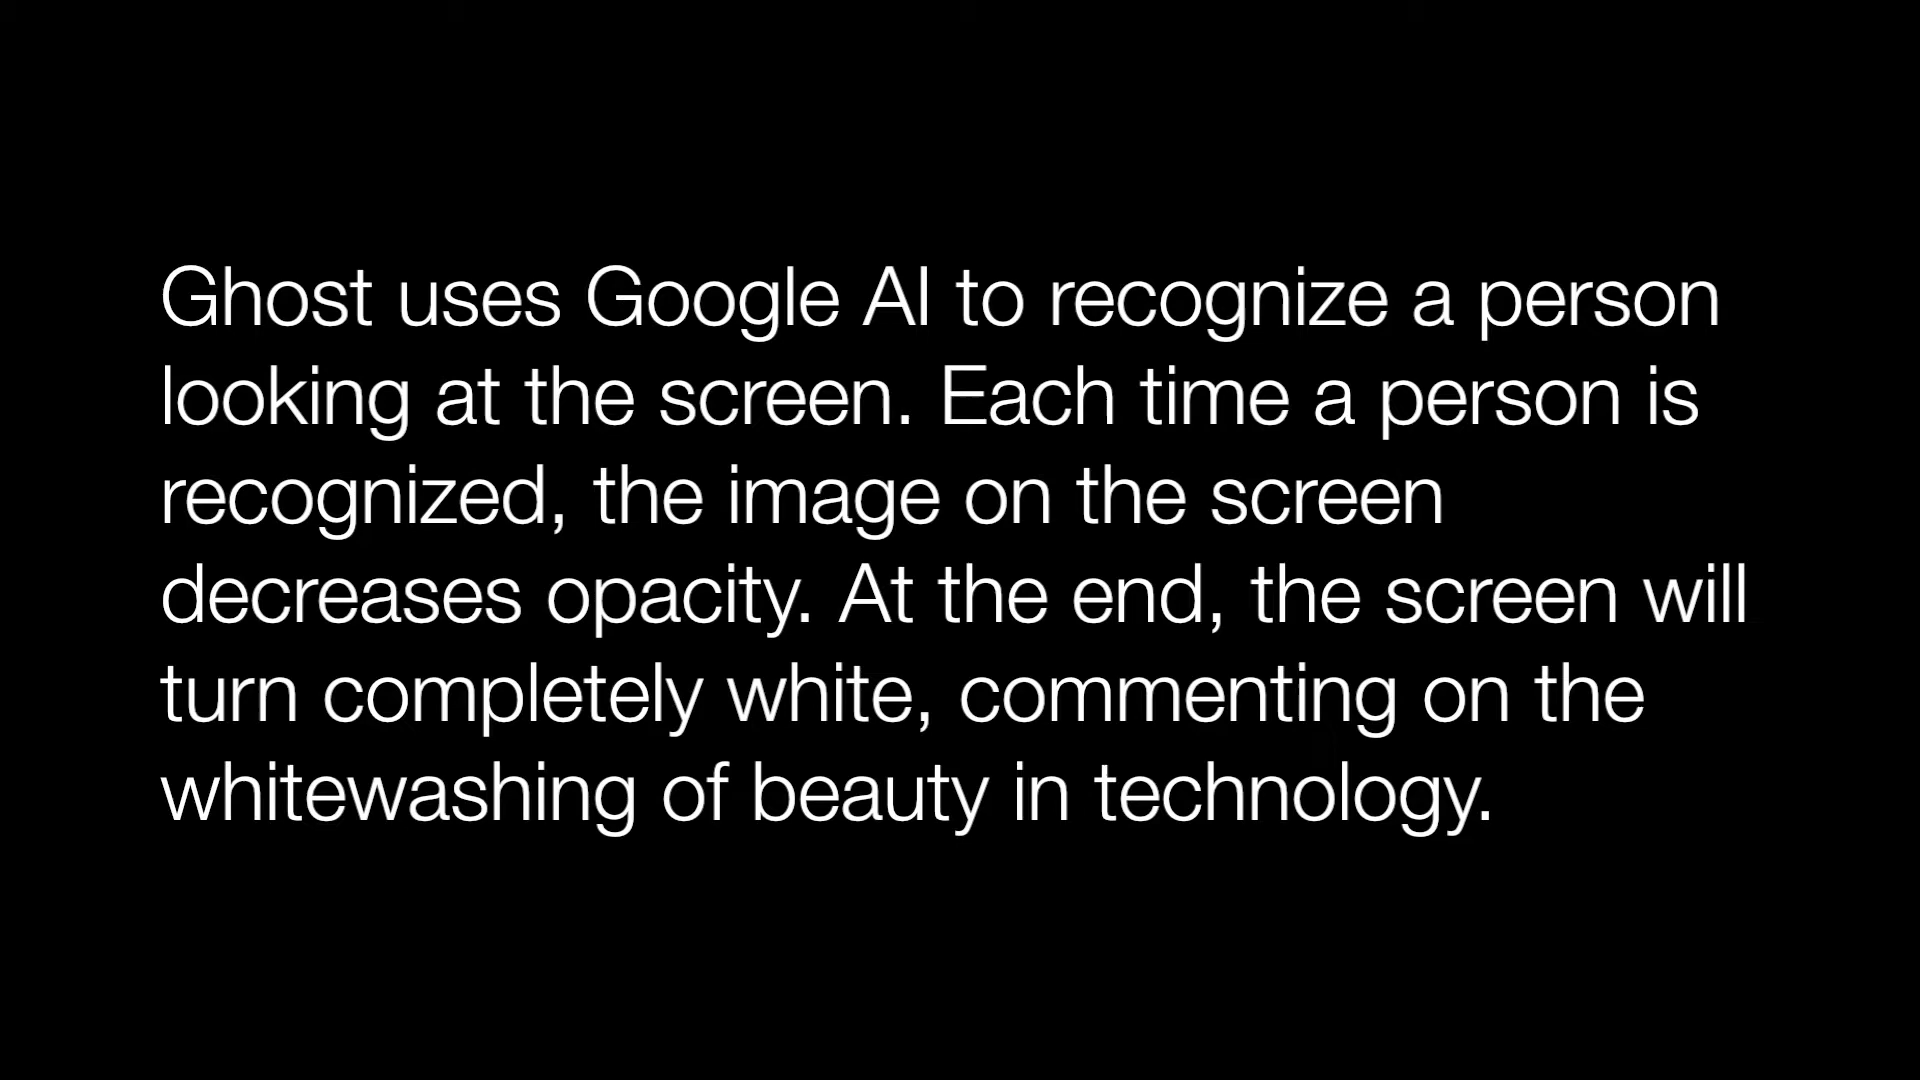 Ghost uses Google AI to recognize a person
looking at the screen. Each time a person is
recognized, the image on the screen
decreases opacity. At the end, the screen will
turn completely white, commenting on the
whitewashing of beauty in technology.